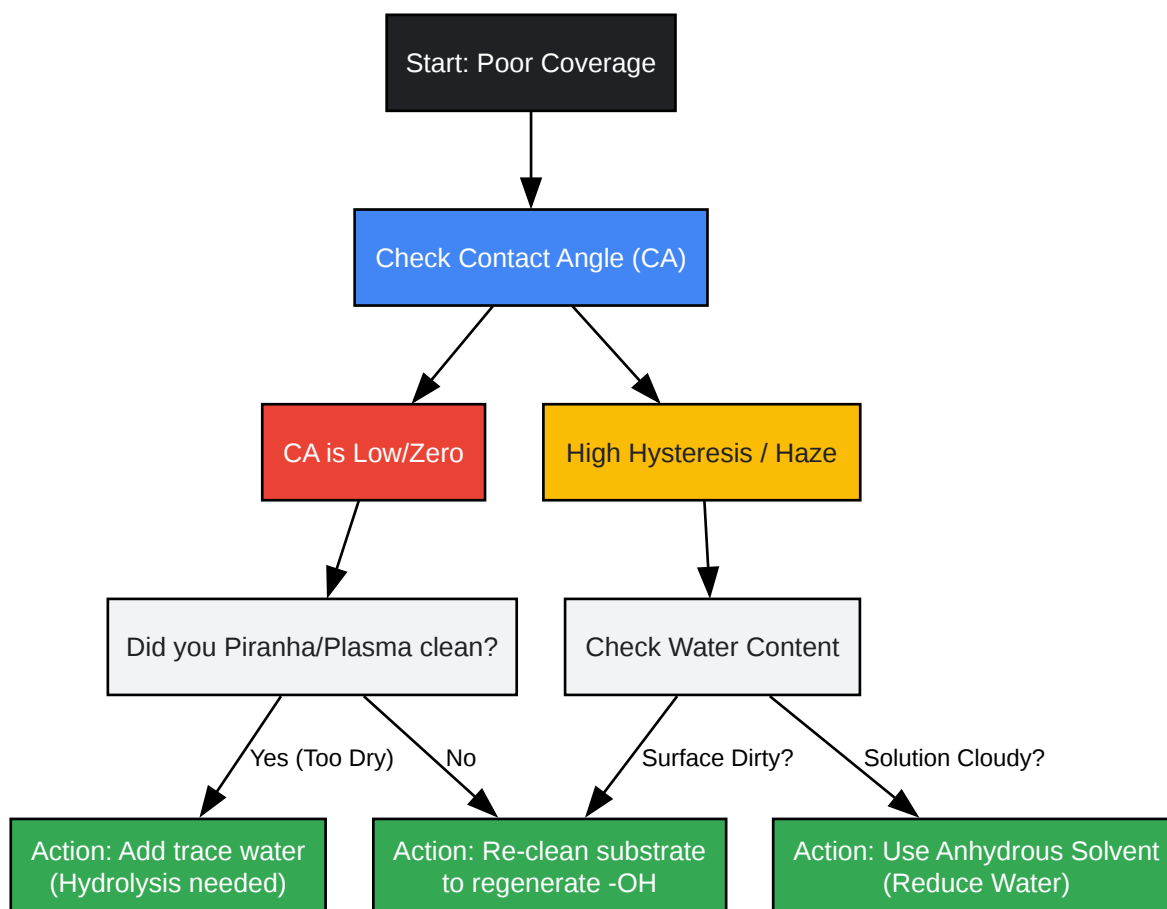 Start: Poor Coverage
Check Contact Angle (CA)
CA is Low/Zero
High Hysteresis / Haze
Did you Piranha/Plasma clean?
Check Water Content
Yes (Too Dry)
No
Surface Dirty?
Solution Cloudy?
Action: Add trace water
(Hydrolysis needed)
Action: Re-clean substrate
to regenerate -OH
Action: Use Anhydrous Solvent
(Reduce Water)